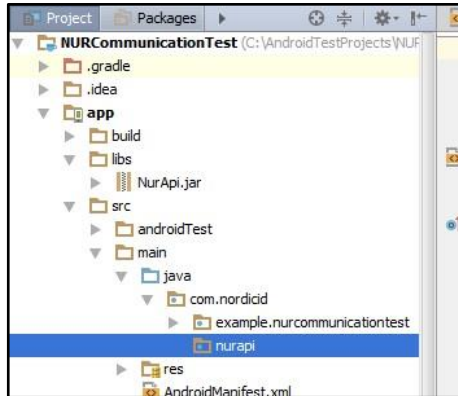 Project Packages
NURCommunicationTest (C:\AndroidTestProjects\NUF
.gradle
.idea
app
build
libs
NurApi.jar
src
androidTest
main
java
com.nordicid
example.nurcommunicationtest
nurapi
res
AndroidManifest.xml